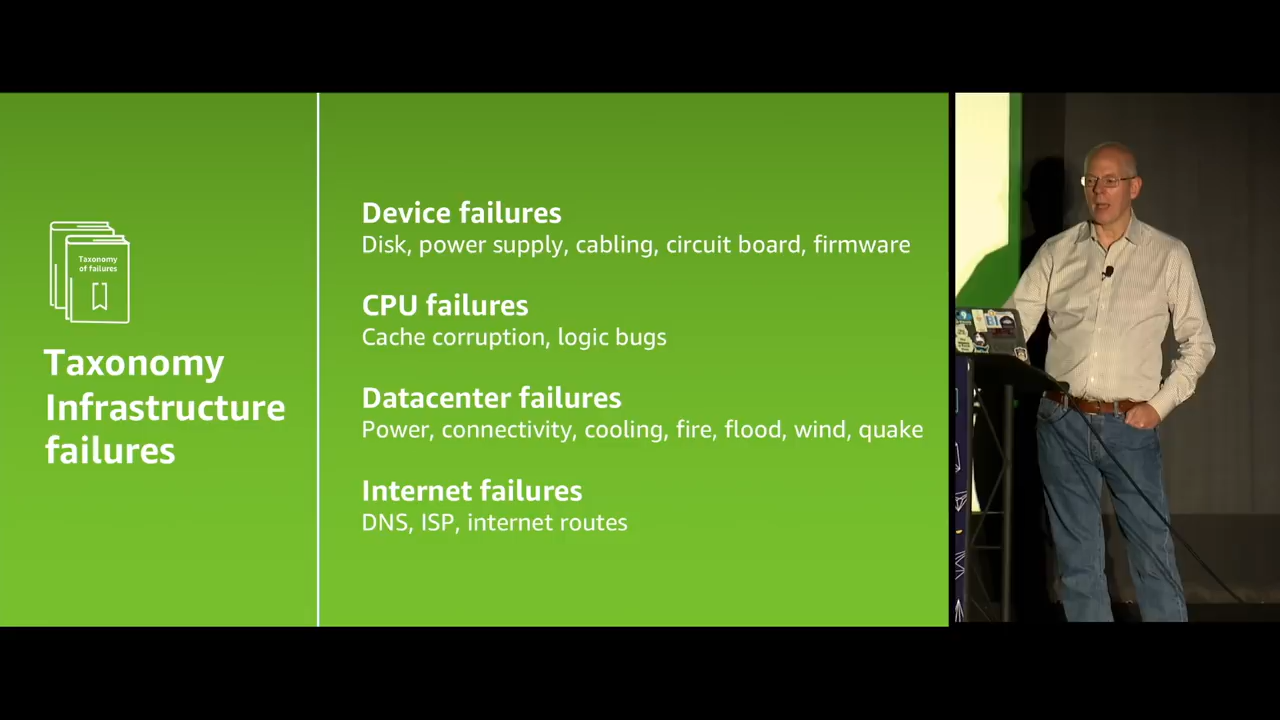 Taxonomy
of failures
Taxonomy
Infrastructure
failures
Device failures
Disk, power supply, cabling, circuit board, firmware
CPU failures
Cache corruption, logic bugs
Datacenter failures
Power, connectivity, cooling, fire, flood, wind, quake
Internet failures
DNS, ISP, internet routes